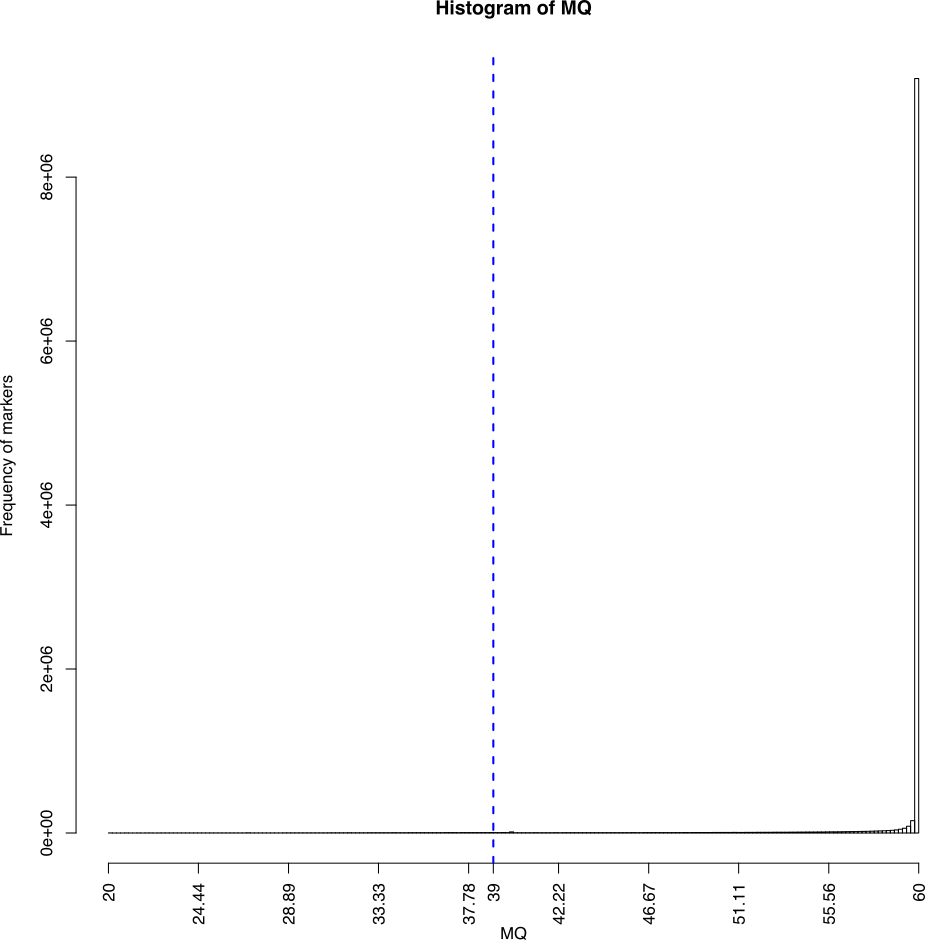 Histogram of MQ
8e+06
6e+06
4e+06
2e+06
0e+00
Frequency of markers
20
24.44
28.89
33.33
37.78
39
42.22
46.67
51.11
55.56
60
MQ